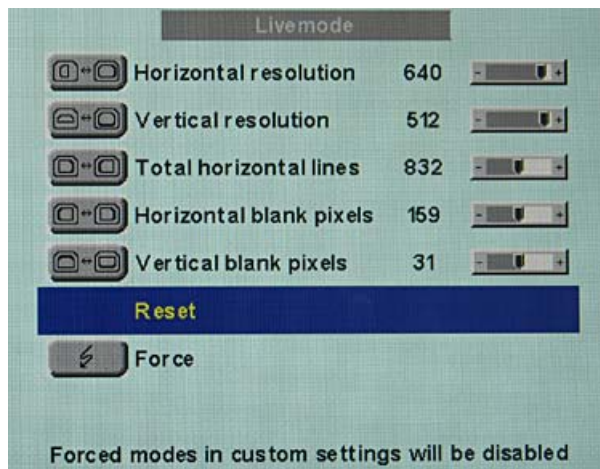 Livemode
Horizontal resolution 640 - +
Vertical resolution 512 - +
Total horizontal lines 832 - +
Horizontal blank pixels 159 - +
Vertical blank pixels 31 - +
Reset
Force
Forced modes in custom settings will be disabled